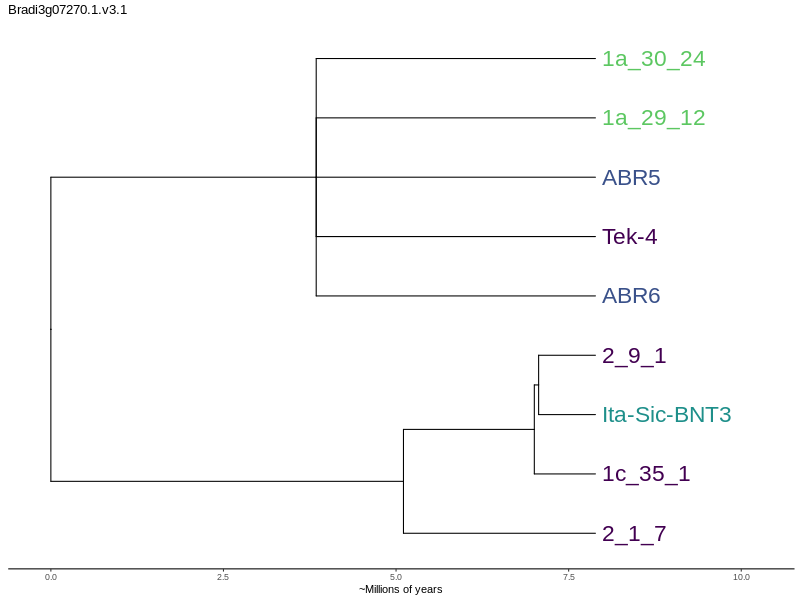 Bradi3g07270.1.v3.1
1a_30_24
1a_29_12
ABR5
Tek-4
ABR6
2_9_1
Ita-Sic-BNT3
1c_35_1
2_1_7
0.0 2.5 5.0 7.5 10.0
~Millions of years